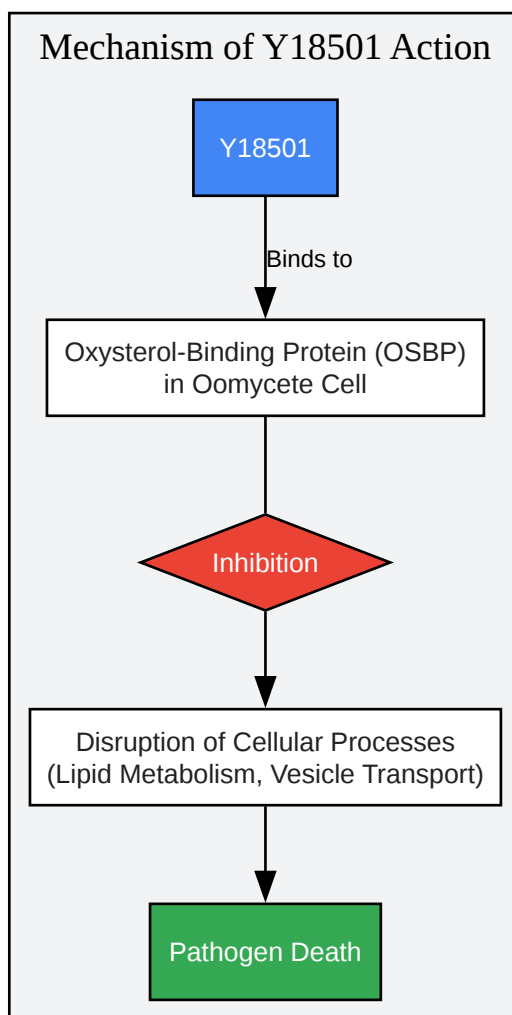 Mechanism of Y18501 Action
Y18501
Binds to
Oxysterol-Binding Protein (OSBP)
in Oomycete Cell
Inhibition
Disruption of Cellular Processes
(Lipid Metabolism, Vesicle Transport)
Pathogen Death